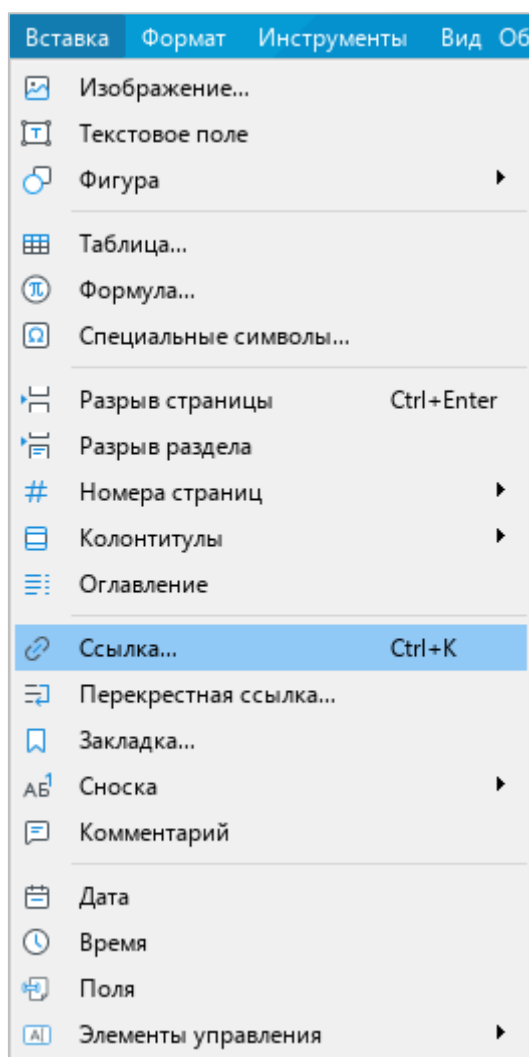 Вставка Формат Инструменты Вид Об
Изображение...
Текстовое поле
Фигура
Таблица...
Формула...
Специальные символы...
Разрыв страницы Ctrl+Enter
Разрыв раздела
Номера страниц
Колонтитулы
Оглавление
Ссылка... Ctrl+K
Перекрестная ссылка...
Закладка...
Сноска
Комментарий
Дата
Время
Поля
Элементы управления